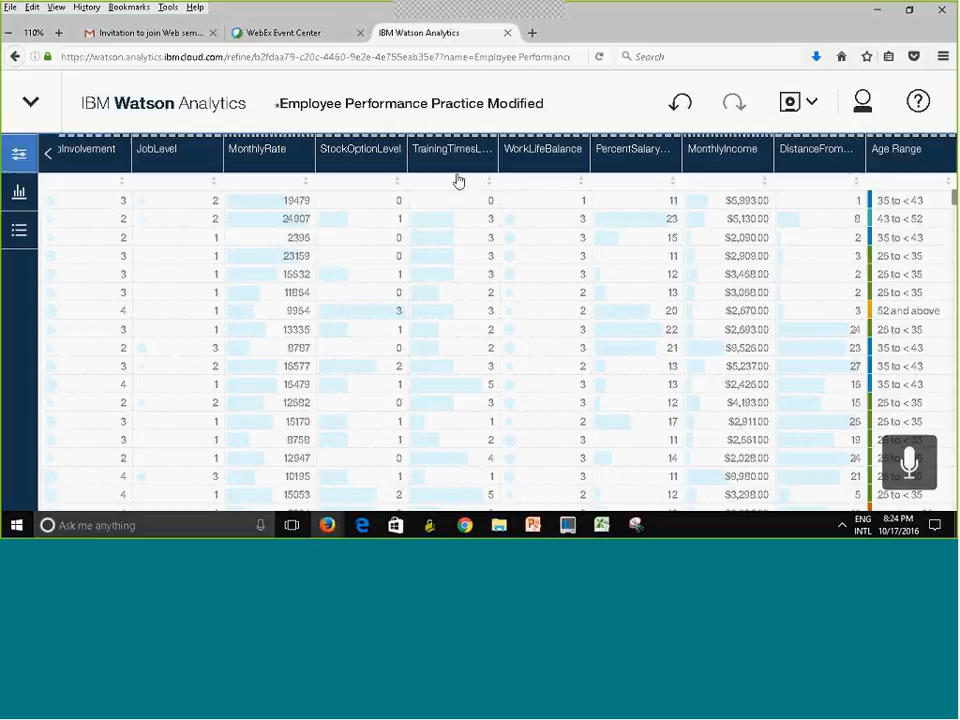 File Edit View History Bookmarks Tools Help
− 110% + Invitation to join Web sem... × WebEx Event Center × IBM Watson Analytics × +
https://watson.analytics.ibmcloud.com/refine/b2fdaa79-c20c-4460-9e2e-4e755eab35e7?name=Employee Performance Search
IBM Watson Analytics *Employee Performance Practice Modified
bInvolvement JobLevel MonthlyRate StockOptionLevel TrainingTimesL... WorkLifeBalance PercentSalary... MonthlyIncome DistanceFrom... Age Range
3 2 19479 0 0 1 11 $5,993.00 1 35 to < 43
2 2 24907 1 3 3 23 $5,130.00 8 43 to < 52
2 1 2396 0 3 3 15 $2,090.00 2 35 to < 43
3 1 23159 0 3 3 11 $2,909.00 3 26 to < 35
3 1 16632 1 3 3 12 $3,468.00 2 26 to < 35
3 1 11864 0 2 3 13 $3,068.00 2 26 to < 35
4 1 9964 3 3 2 20 $2,670.00 3 52 and above
3 1 13335 1 2 3 22 $2,693.00 24 26 to < 35
2 3 8787 0 2 3 21 $9,526.00 23 35 to < 43
3 2 16577 2 3 2 13 $5,237.00 27 35 to < 43
4 1 16479 1 5 3 13 $2,426.00 16 35 to < 43
2 2 12682 0 3 3 12 $4,193.00 15 26 to < 35
3 1 15170 1 1 2 17 $2,911.00 26 26 to < 35
3 1 8758 1 2 3 11 $2,661.00 19 26 to < 35
2 1 12947 0 4 3 14 $2,028.00 24
4 3 10195 1 1 3 11 $9,980.00 21
4 1 15053 2 5 2 12 $3,298.00 5 26 to < 35
Ask me anything ENG 8:24 PM
INTL 10/17/2016